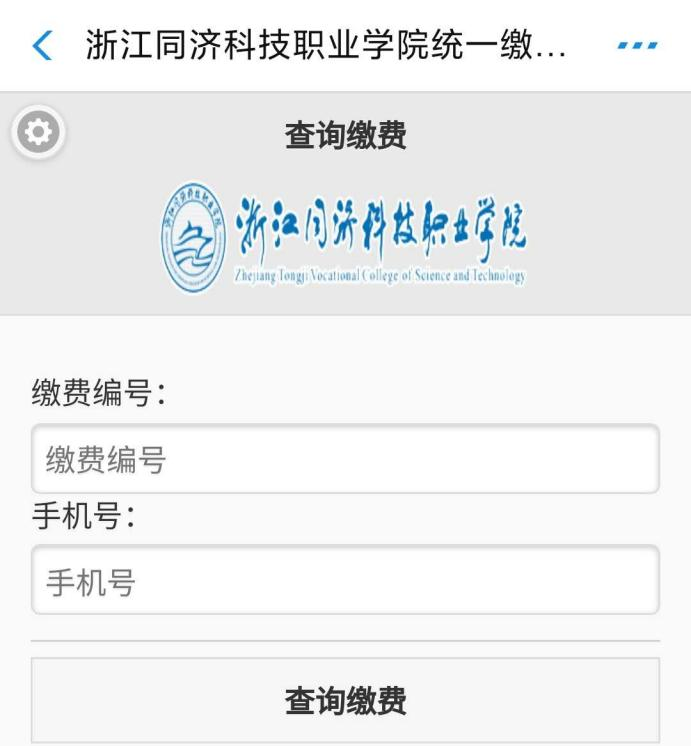 浙江同济科技职业学院统一缴...
查询缴费
浙江同济科技职业学院
Zhejiang Tongji Vocational College of Science and Technology
缴费编号：
缴费编号
手机号：
手机号
查询缴费